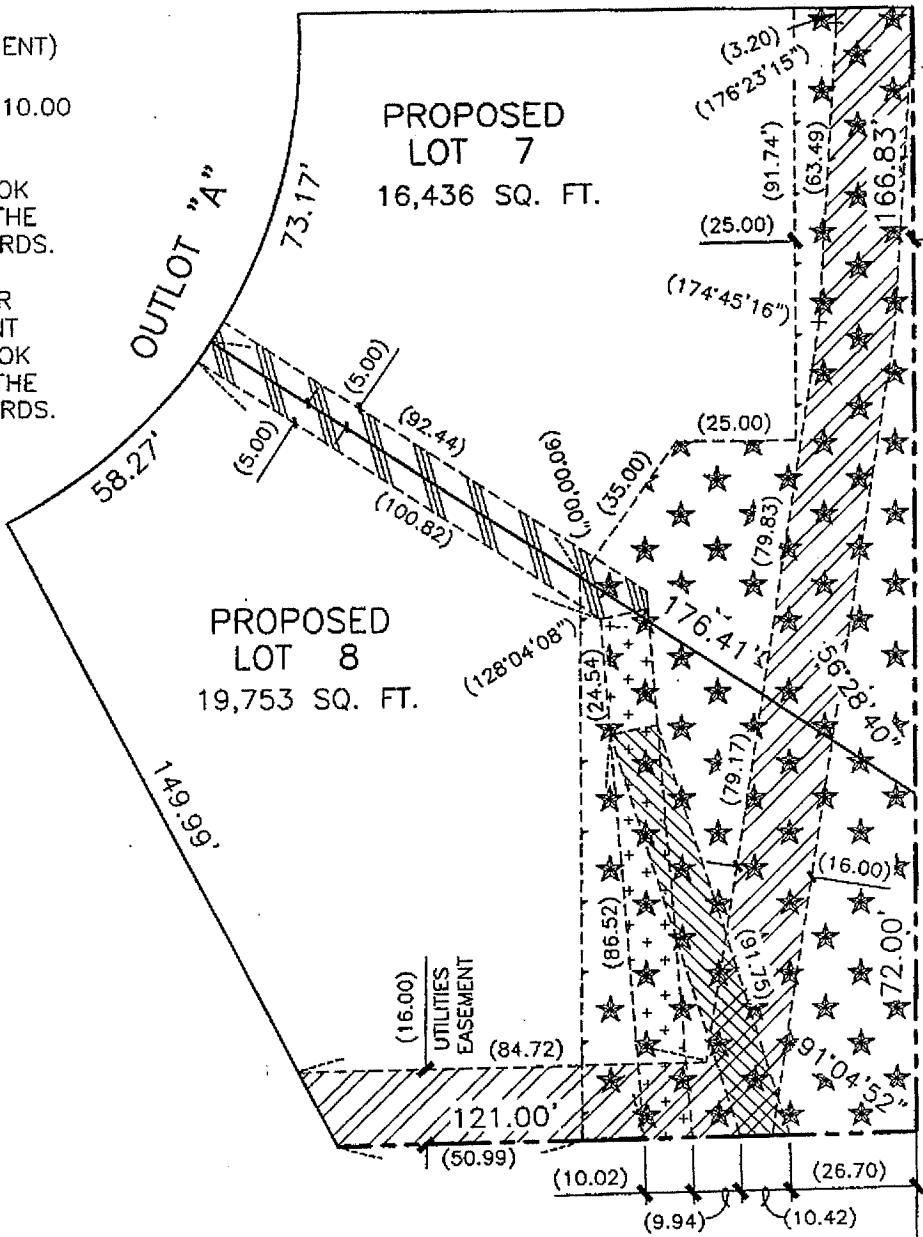 ENT)
10.00
OK
THE
RDS.
R
NT
OK
THE
RDS.
OUTLOT "A"
73.17'
58.27'
PROPOSED
LOT 7
16,436 SQ. FT.
(3.20)
(176°23'15")
(91.74')
(63.49)
166.83'
(25.00)
(174°45'16")
(25.00)
(5.00)
(5.00)
(92.44)
(100.82)
(90°00'00")
(35.00)
(79.83)
176.41'
56°28'40"
PROPOSED
LOT 8
19,753 SQ. FT.
(128°04'08")
(24.54)
(79.17)
(16.00)
149.99'
(86.52)
(91.75)
72.00'
(16.00)
UTILITIES
EASEMENT
(84.72)
91°04'52"
121.00'
(50.99)
(10.02)
(26.70)
(9.94)
(10.42)